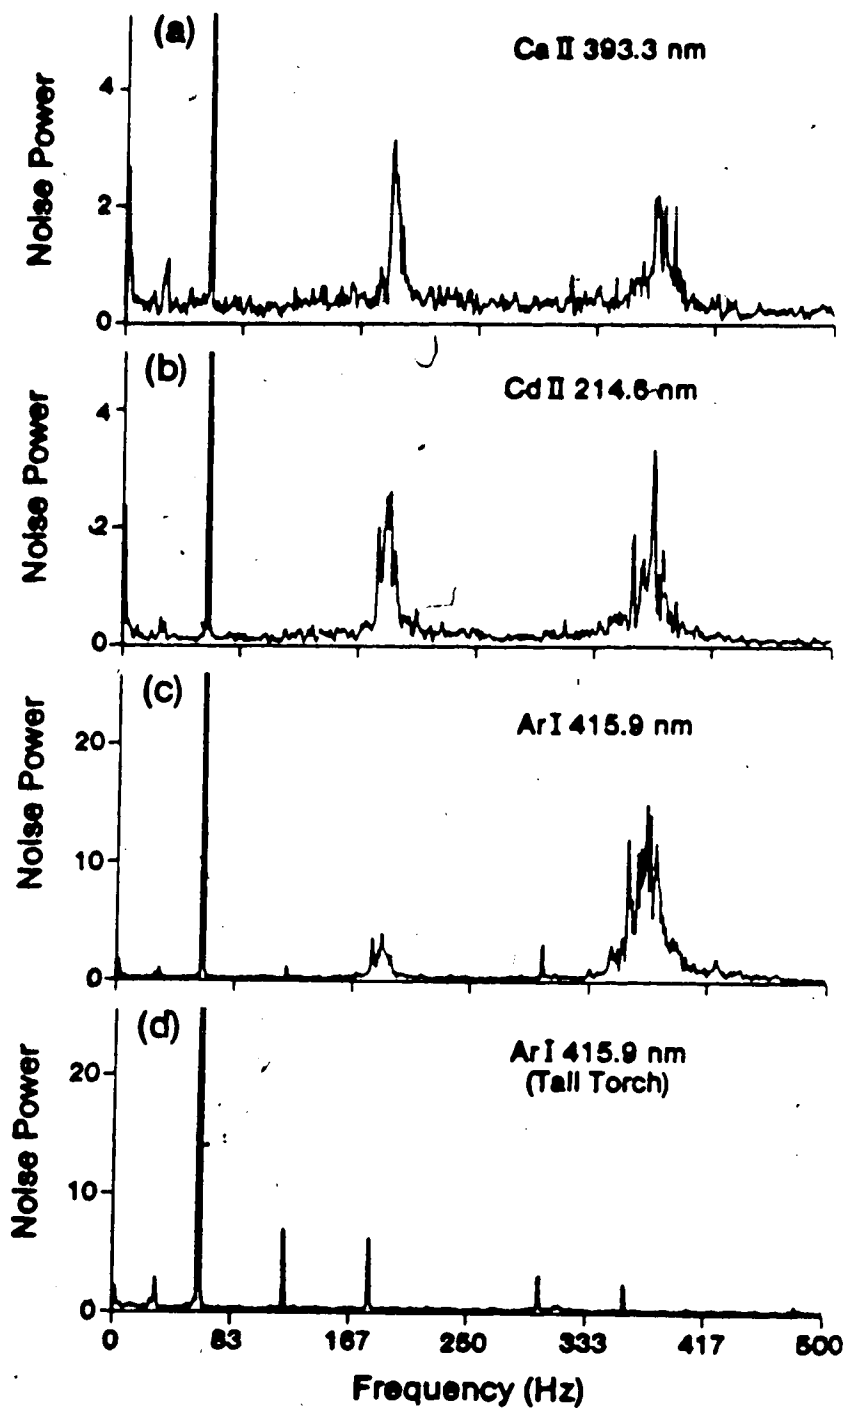 (a)
Ca II 393.3 nm
Noise Power
4
2
0
(b)
Cd II 214.6 nm
Noise Power
4
2
0
(c)
Ar I 415.9 nm
Noise Power
20
10
0
(d)
Ar I 415.9 nm
(Tall Torch)
Noise Power
20
10
0
0 83 167 250 333 417 500
Frequency (Hz)